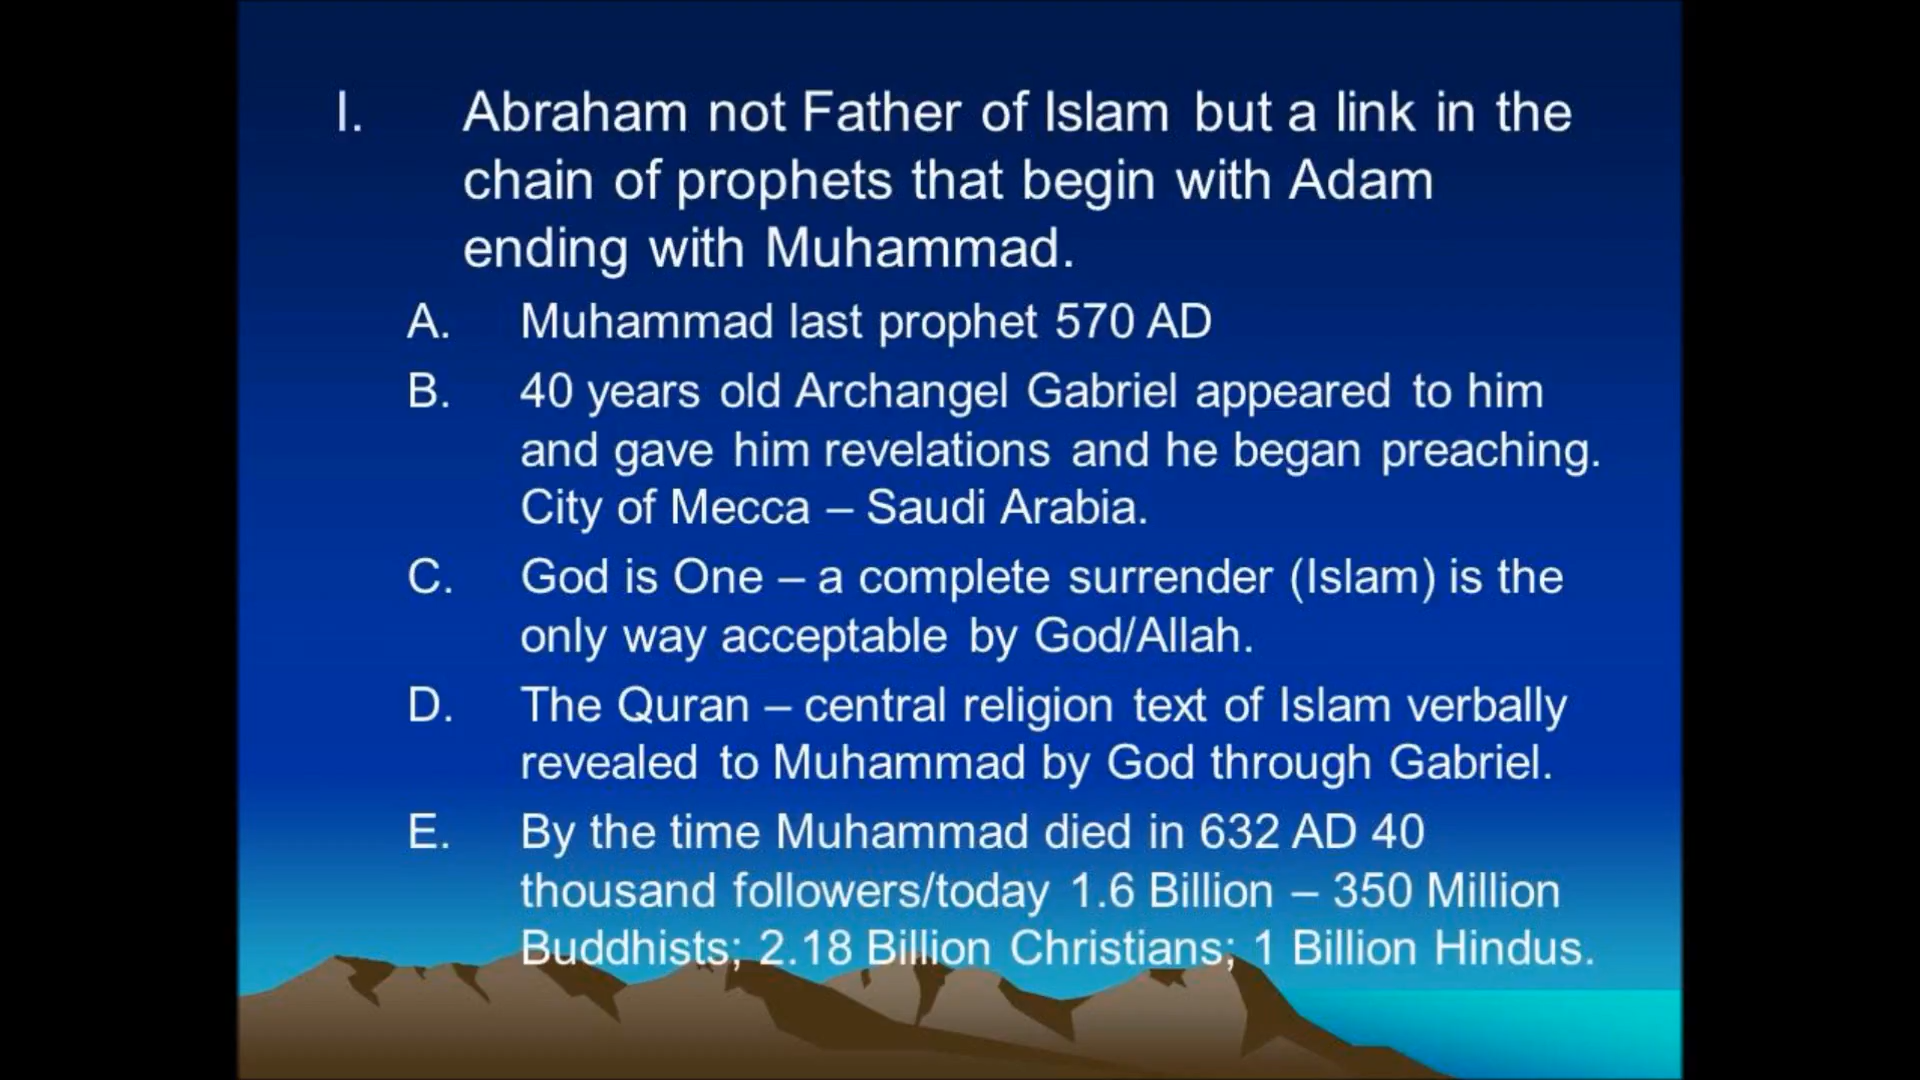 I. Abraham not Father of Islam but a link in the
chain of prophets that begin with Adam
ending with Muhammad.
A. Muhammad last prophet 570 AD
B. 40 years old Archangel Gabriel appeared to him
and gave him revelations and he began preaching.
City of Mecca – Saudi Arabia.
C. God is One – a complete surrender (Islam) is the
only way acceptable by God/Allah.
D. The Quran – central religion text of Islam verbally
revealed to Muhammad by God through Gabriel.
E. By the time Muhammad died in 632 AD 40
thousand followers/today 1.6 Billion – 350 Million
Buddhists; 2.18 Billion Christians; 1 Billion Hindus.